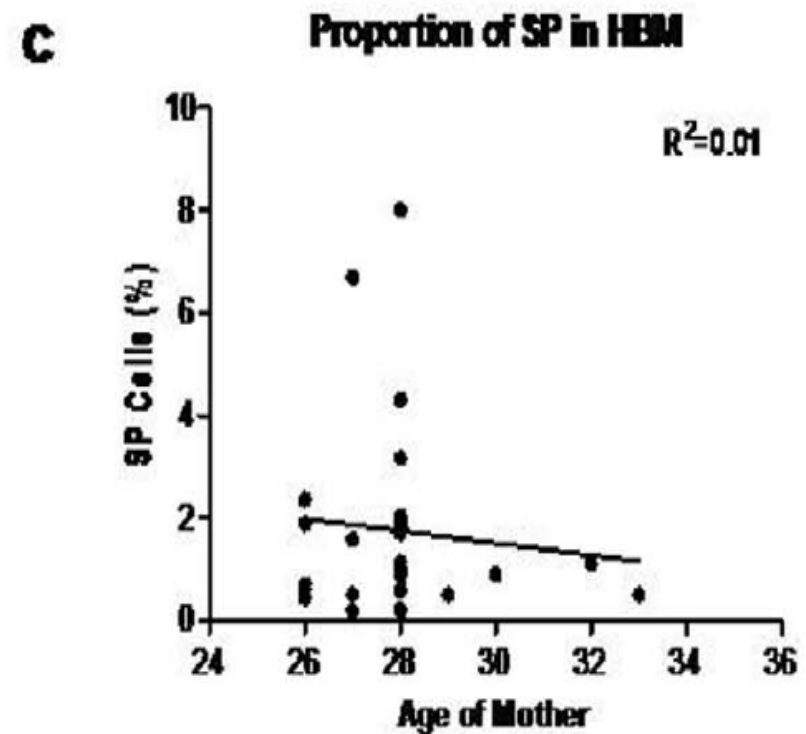 C
Proportion of SP in HBM
R²=0.01
SP Cells (%)
10
8
6
4
2
0
24 26 28 30 32 34 36
Age of Mother